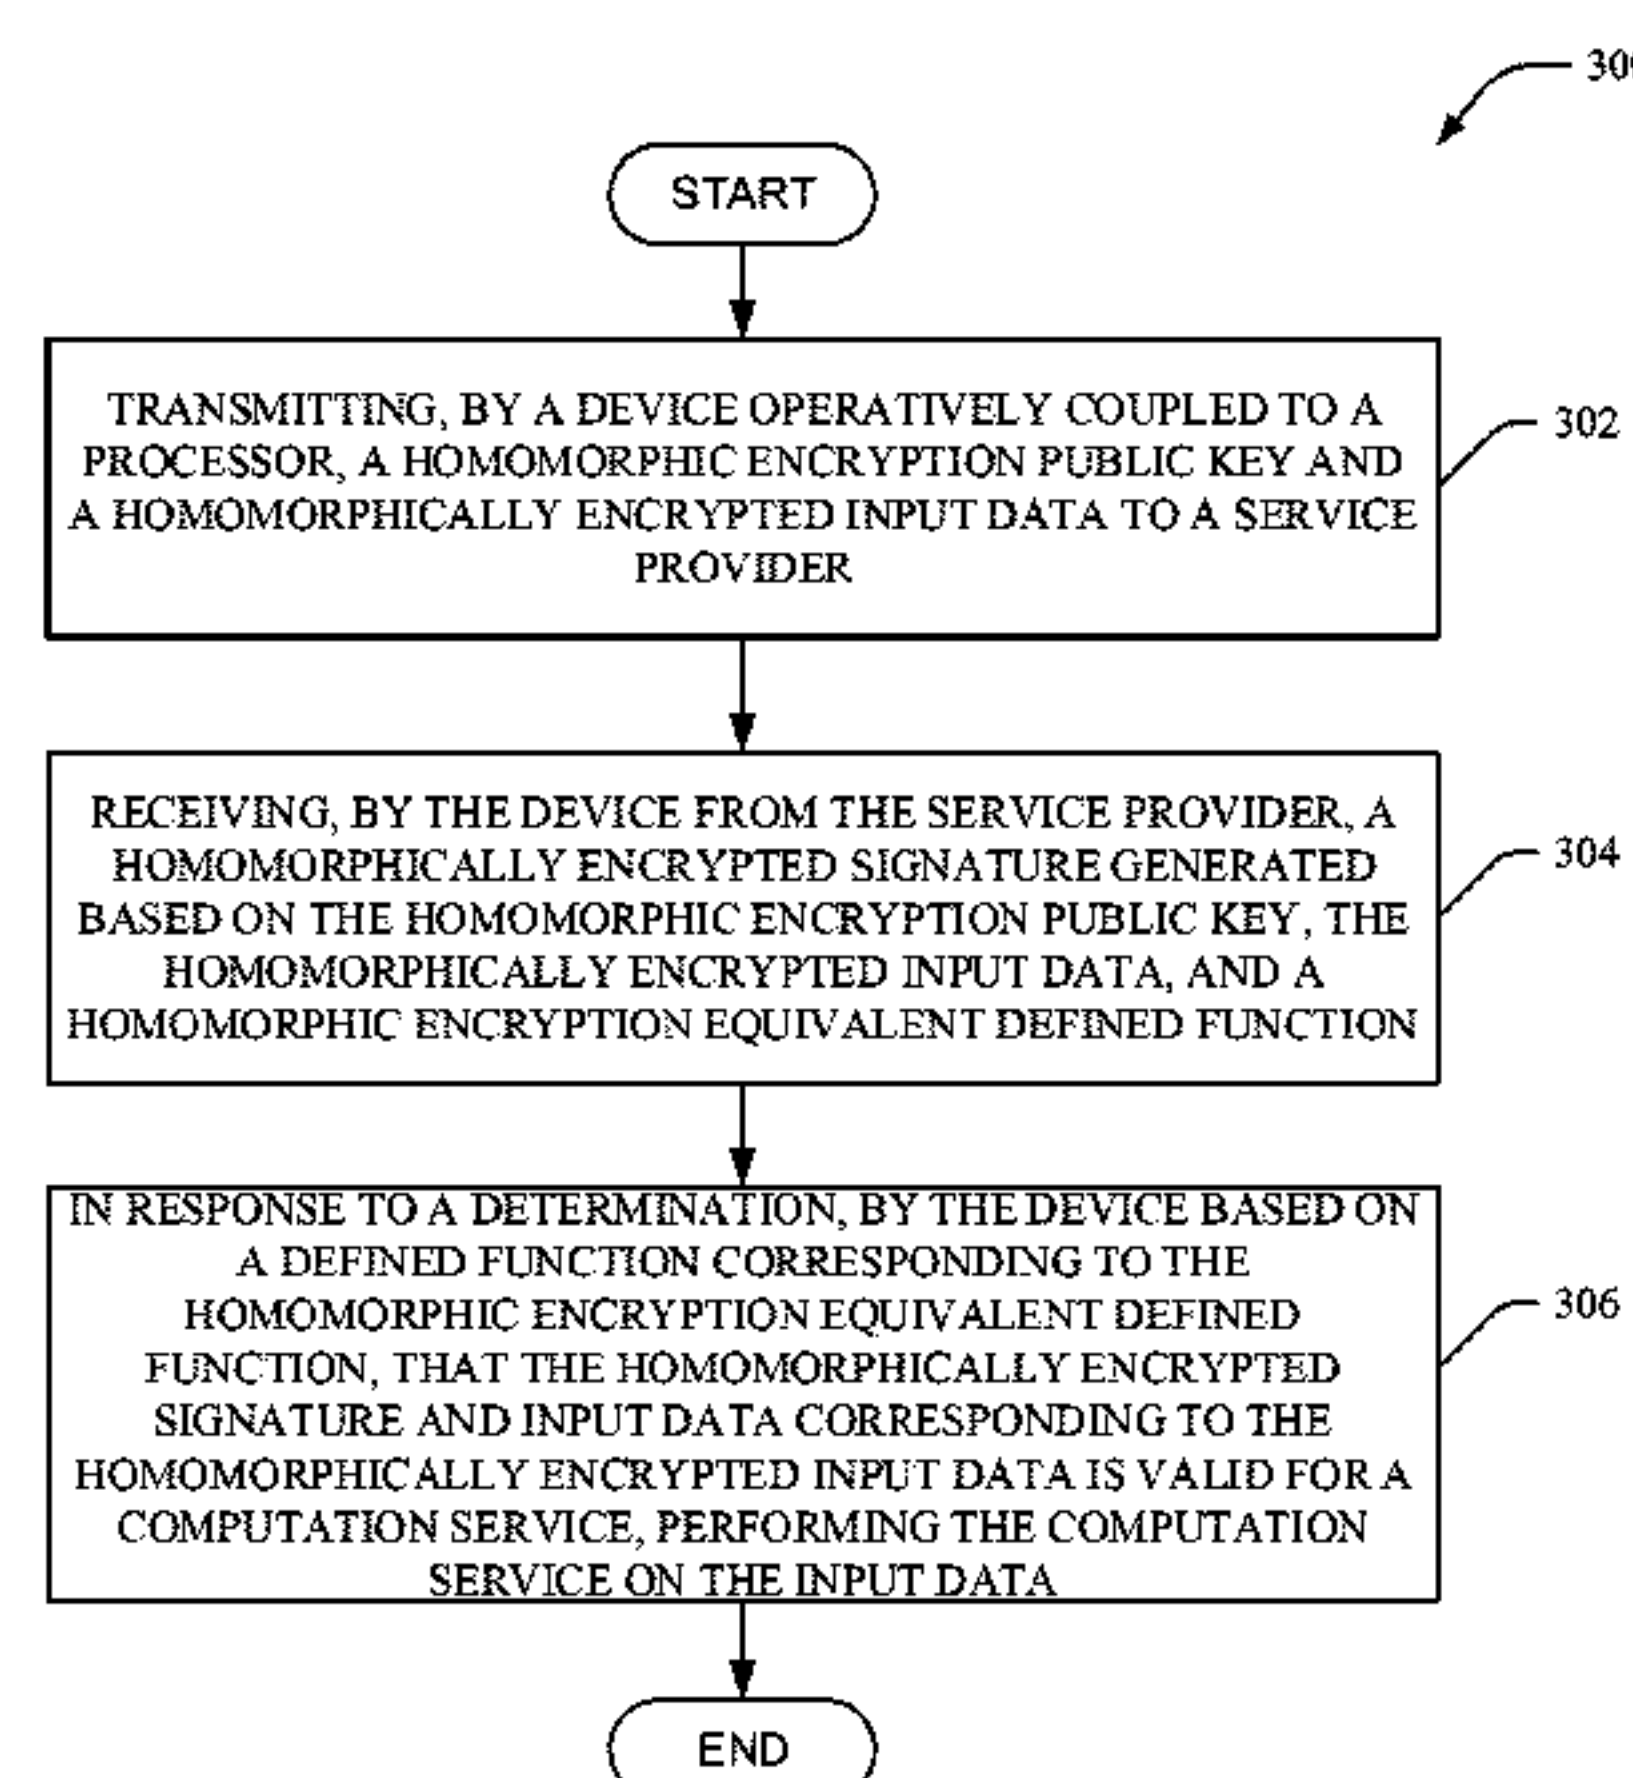 START
TRANSMITTING, BY A DEVICE OPERATIVELY COUPLED TO A
PROCESSOR, A HOMOMORPHIC ENCRYPTION PUBLIC KEY AND
A HOMOMORPHICALLY ENCRYPTED INPUT DATA TO A SERVICE
PROVIDER
302
RECEIVING, BY THE DEVICE FROM THE SERVICE PROVIDER, A
HOMOMORPHICALLY ENCRYPTED SIGNATURE GENERATED
BASED ON THE HOMOMORPHIC ENCRYPTION PUBLIC KEY, THE
HOMOMORPHICALLY ENCRYPTED INPUT DATA, AND A
HOMOMORPHIC ENCRYPTION EQUIVALENT DEFINED FUNCTION
304
IN RESPONSE TO A DETERMINATION, BY THE DEVICE BASED ON
A DEFINED FUNCTION CORRESPONDING TO THE
HOMOMORPHIC ENCRYPTION EQUIVALENT DEFINED
FUNCTION, THAT THE HOMOMORPHICALLY ENCRYPTED
SIGNATURE AND INPUT DATA CORRESPONDING TO THE
HOMOMORPHICALLY ENCRYPTED INPUT DATA IS VALID FOR A
COMPUTATION SERVICE, PERFORMING THE COMPUTATION
SERVICE ON THE INPUT DATA
306
END